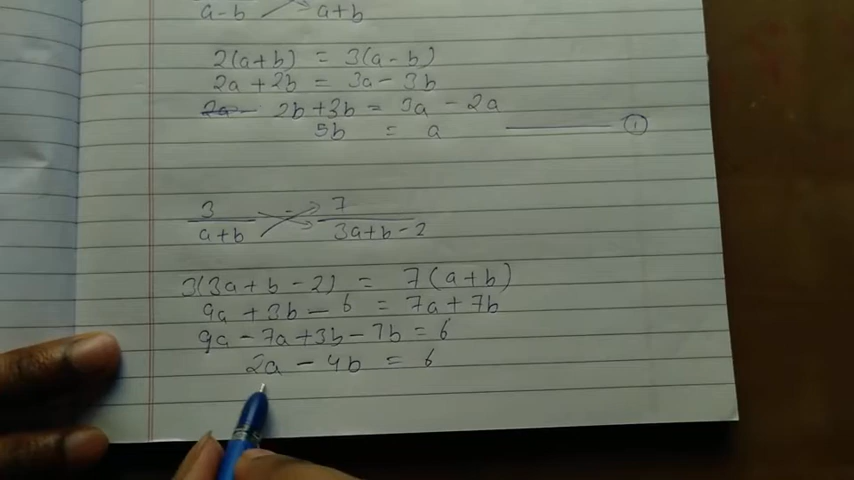 a-b a+b
2(a+b) = 3(a-b)
2a + 2b = 3a - 3b
2a - 2b + 3b = 3a - 2a
5b = a ①
3 = 7
a+b 3a+b-2
3(3a+b-2) = 7(a+b)
9a + 3b - 6 = 7a + 7b
9a - 7a + 3b - 7b = 6
2a - 4b = 6